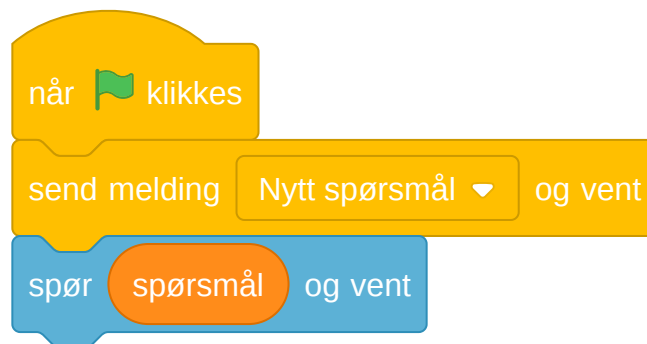 når klikkes
send melding Nytt spørsmål og vent
spør spørsmål og vent